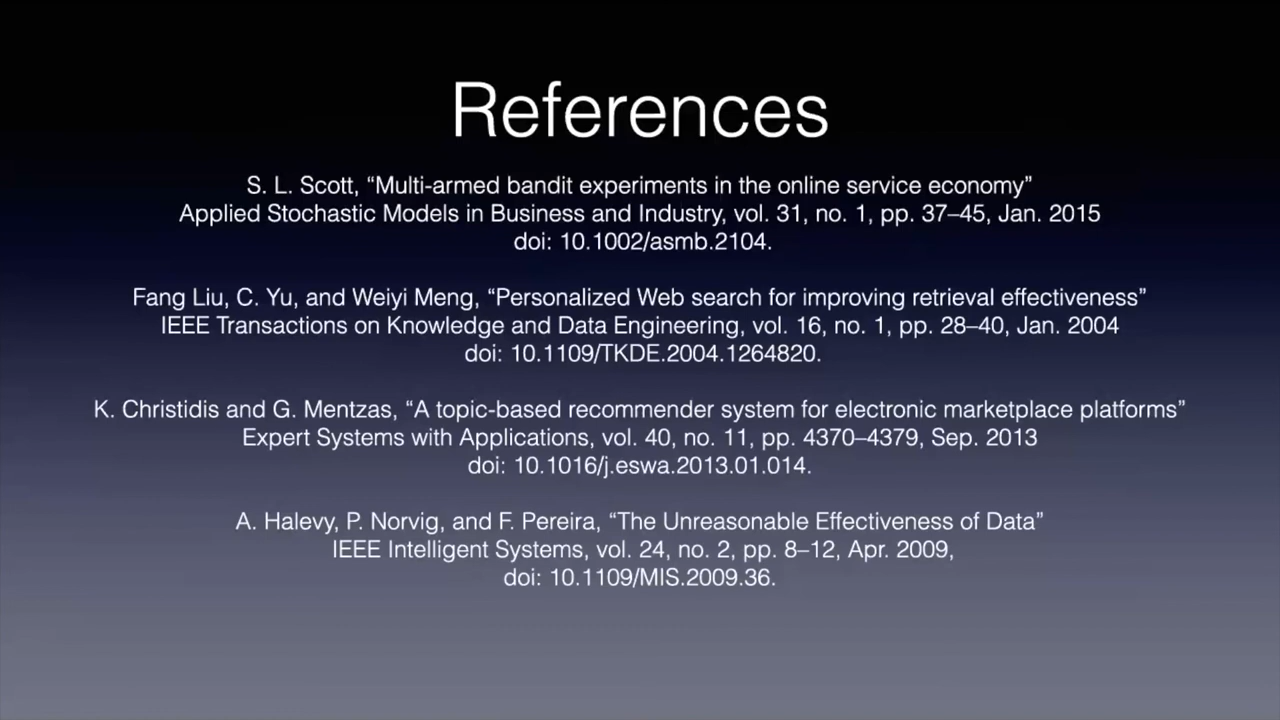 References
S. L. Scott, “Multi-armed bandit experiments in the online service economy”
Applied Stochastic Models in Business and Industry, vol. 31, no. 1, pp. 37–45, Jan. 2015
doi: 10.1002/asmb.2104.
Fang Liu, C. Yu, and Weiyi Meng, “Personalized Web search for improving retrieval effectiveness”
IEEE Transactions on Knowledge and Data Engineering, vol. 16, no. 1, pp. 28–40, Jan. 2004
doi: 10.1109/TKDE.2004.1264820.
K. Christidis and G. Mentzas, “A topic-based recommender system for electronic marketplace platforms”
Expert Systems with Applications, vol. 40, no. 11, pp. 4370–4379, Sep. 2013
doi: 10.1016/j.eswa.2013.01.014.
A. Halevy, P. Norvig, and F. Pereira, “The Unreasonable Effectiveness of Data”
IEEE Intelligent Systems, vol. 24, no. 2, pp. 8–12, Apr. 2009,
doi: 10.1109/MIS.2009.36.